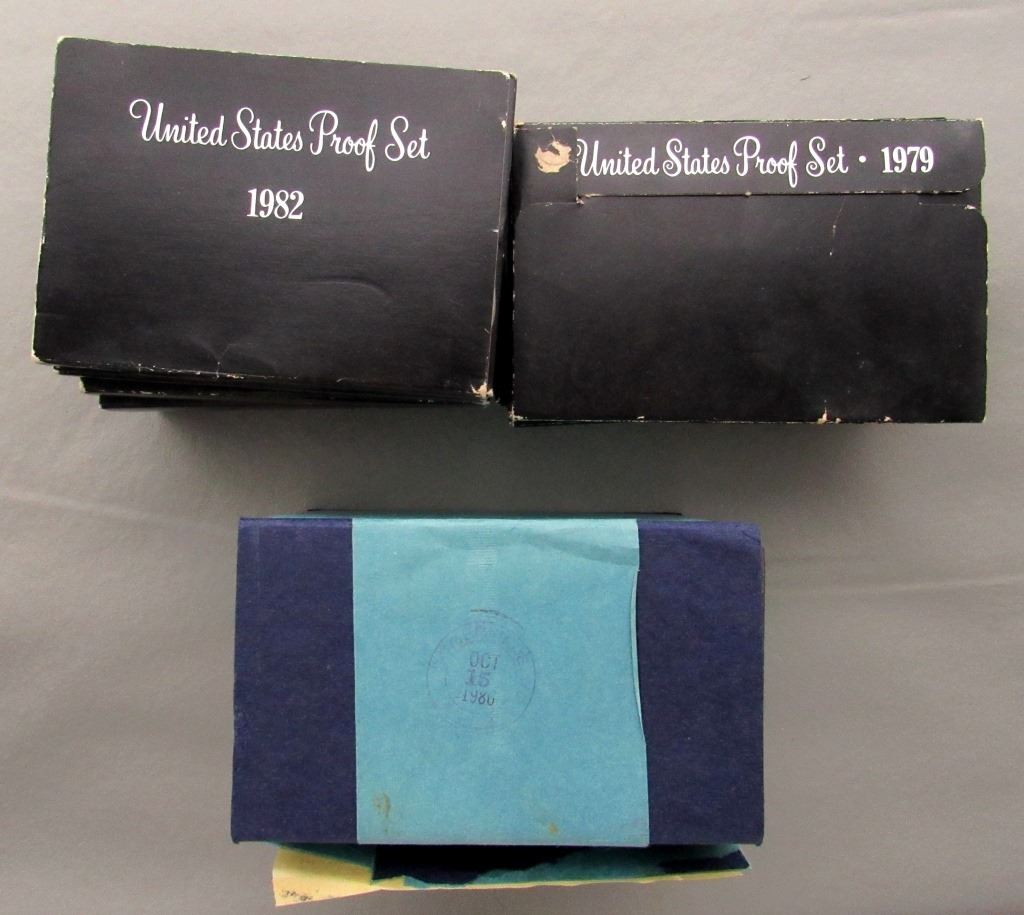 United States Proof Set
1982
United States Proof Set • 1979
OCT
15
1980